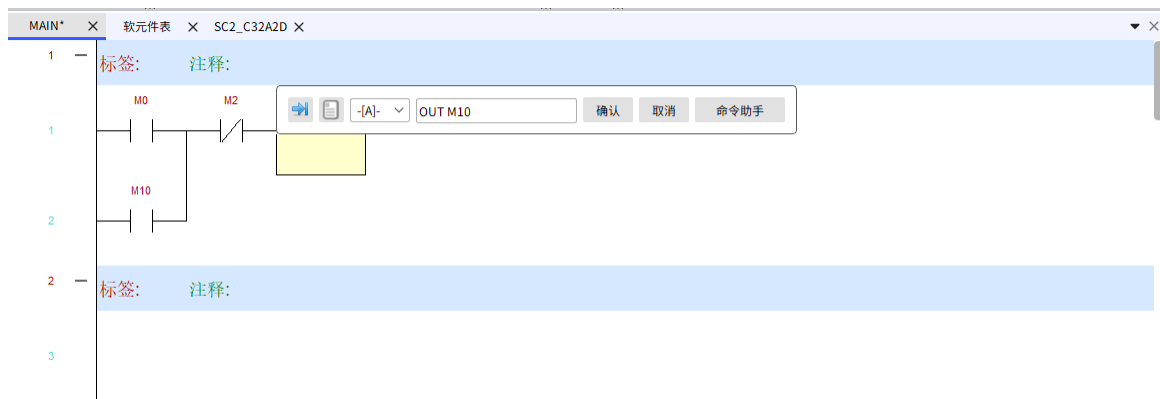 MAIN* 软元件表 SC2_C32A2D
1 标签: 注释:
M0 M2
-[A]- OUT M10 确认 取消 命令助手
1
M10
2
2 标签: 注释:
3